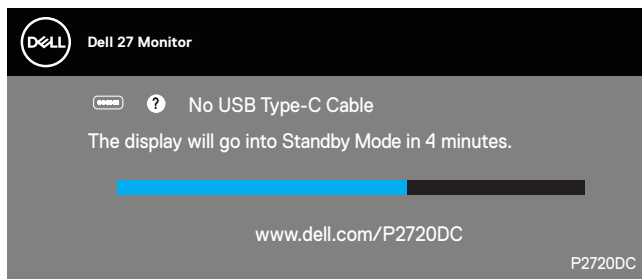 DELL
Dell 27 Monitor
? No USB Type-C Cable
The display will go into Standby Mode in 4 minutes.
www.dell.com/P2720DC
P2720DC